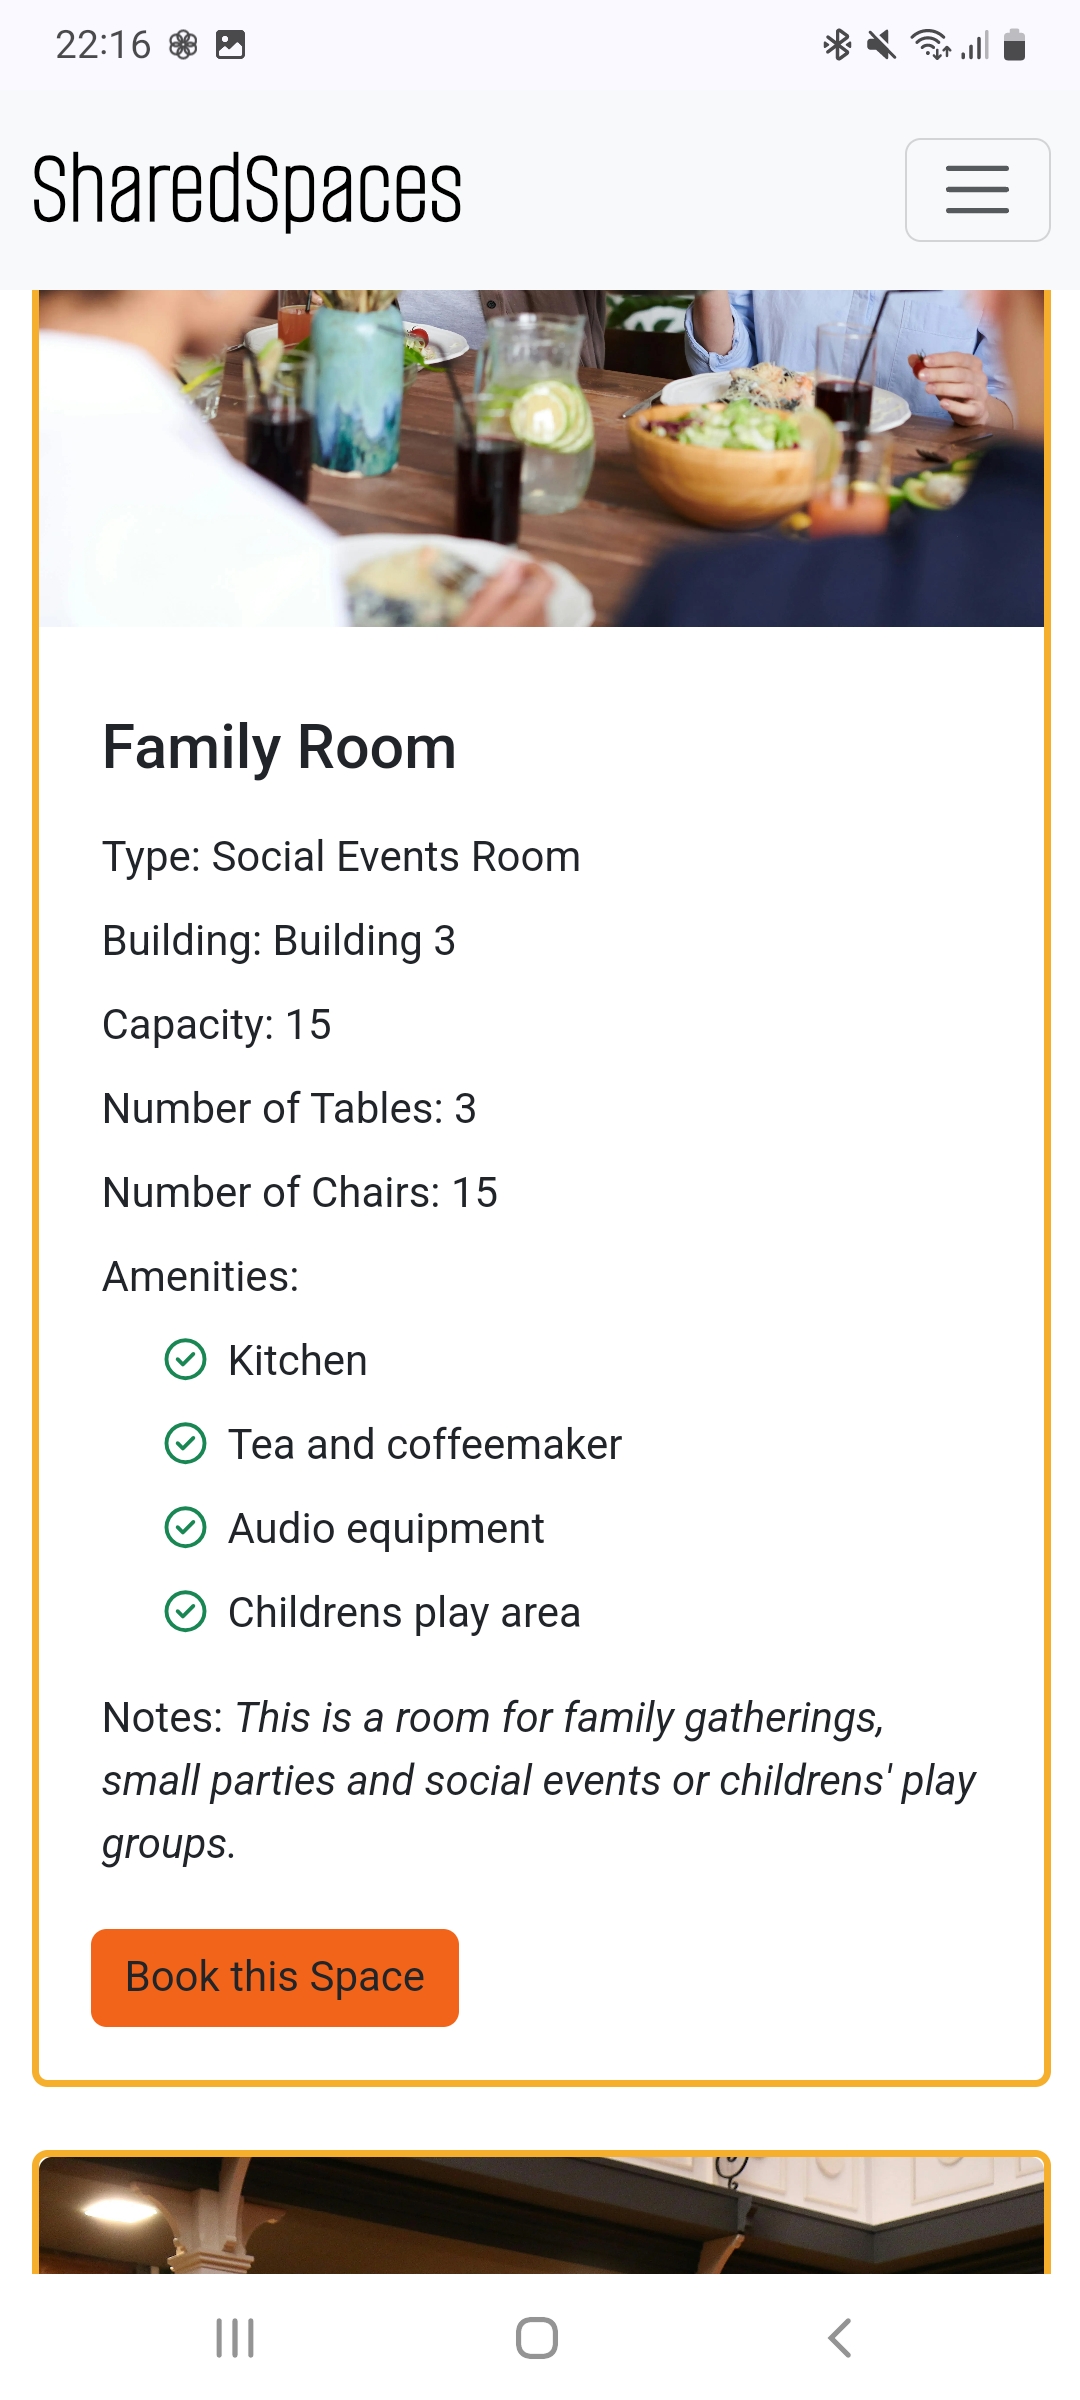 22:16
SharedSpaces
Family Room
Type: Social Events Room
Building: Building 3
Capacity: 15
Number of Tables: 3
Number of Chairs: 15
Amenities:
Kitchen
Tea and coffeemaker
Audio equipment
Childrens play area
Notes: This is a room for family gatherings,
small parties and social events or childrens' play
groups.
Book this Space